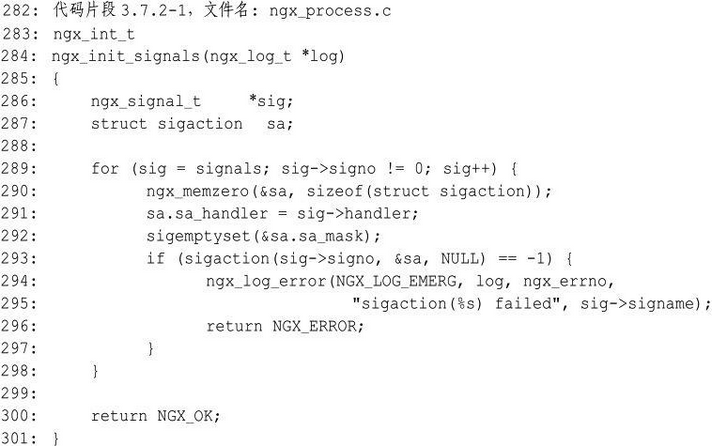 282: 代码片段 3.7.2-1, 文件名: ngx_process.c
283: ngx_int_t
284: ngx_init_signals(ngx_log_t *log)
285: {
286:     ngx_signal_t     *sig;
287:     struct sigaction   sa;
288:
289:     for (sig = signals; sig->signo != 0; sig++) {
290:         ngx_memzero(&sa, sizeof(struct sigaction));
291:         sa.sa_handler = sig->handler;
292:         sigemptyset(&sa.sa_mask);
293:         if (sigaction(sig->signo, &sa, NULL) == -1) {
294:             ngx_log_error(NGX_LOG_EMERG, log, ngx_errno,
295:                           "sigaction(%s) failed", sig->signame);
296:             return NGX_ERROR;
297:         }
298:     }
299:
300:     return NGX_OK;
301: }